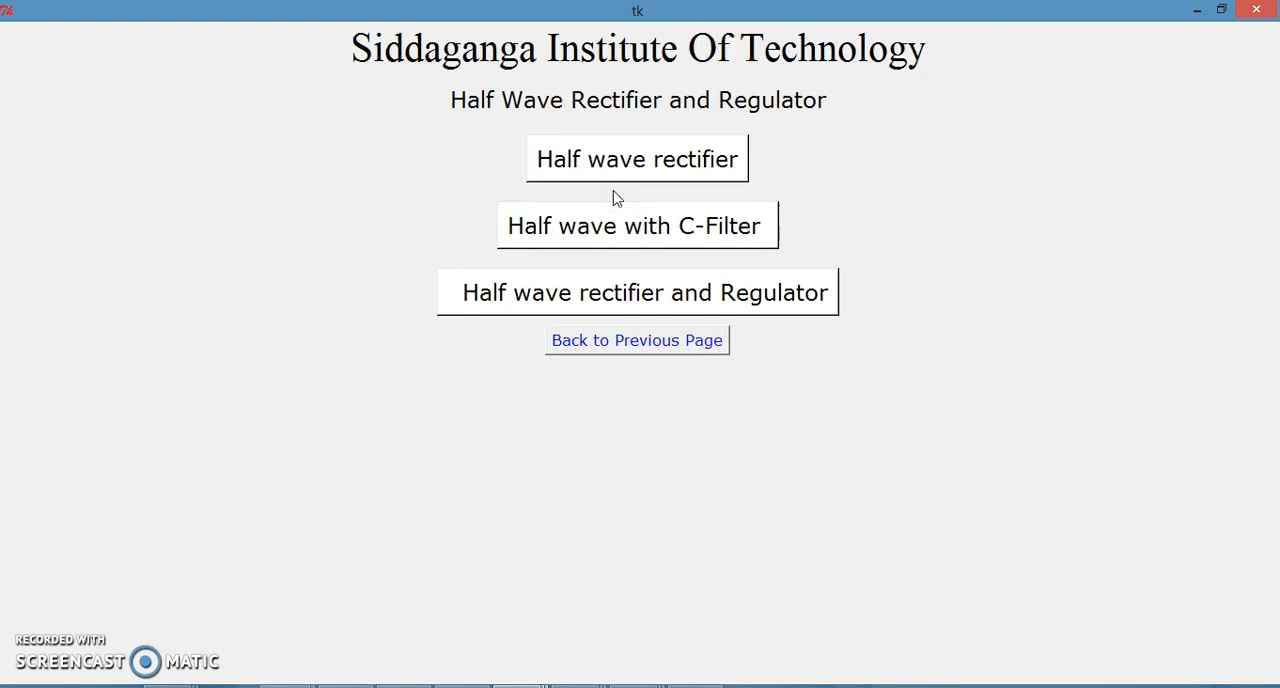 tk
Siddaganga Institute Of Technology
Half Wave Rectifier and Regulator
Half wave rectifier
Half wave with C-Filter
Half wave rectifier and Regulator
Back to Previous Page
RECORDED WITH
SCREENCAST MATIC